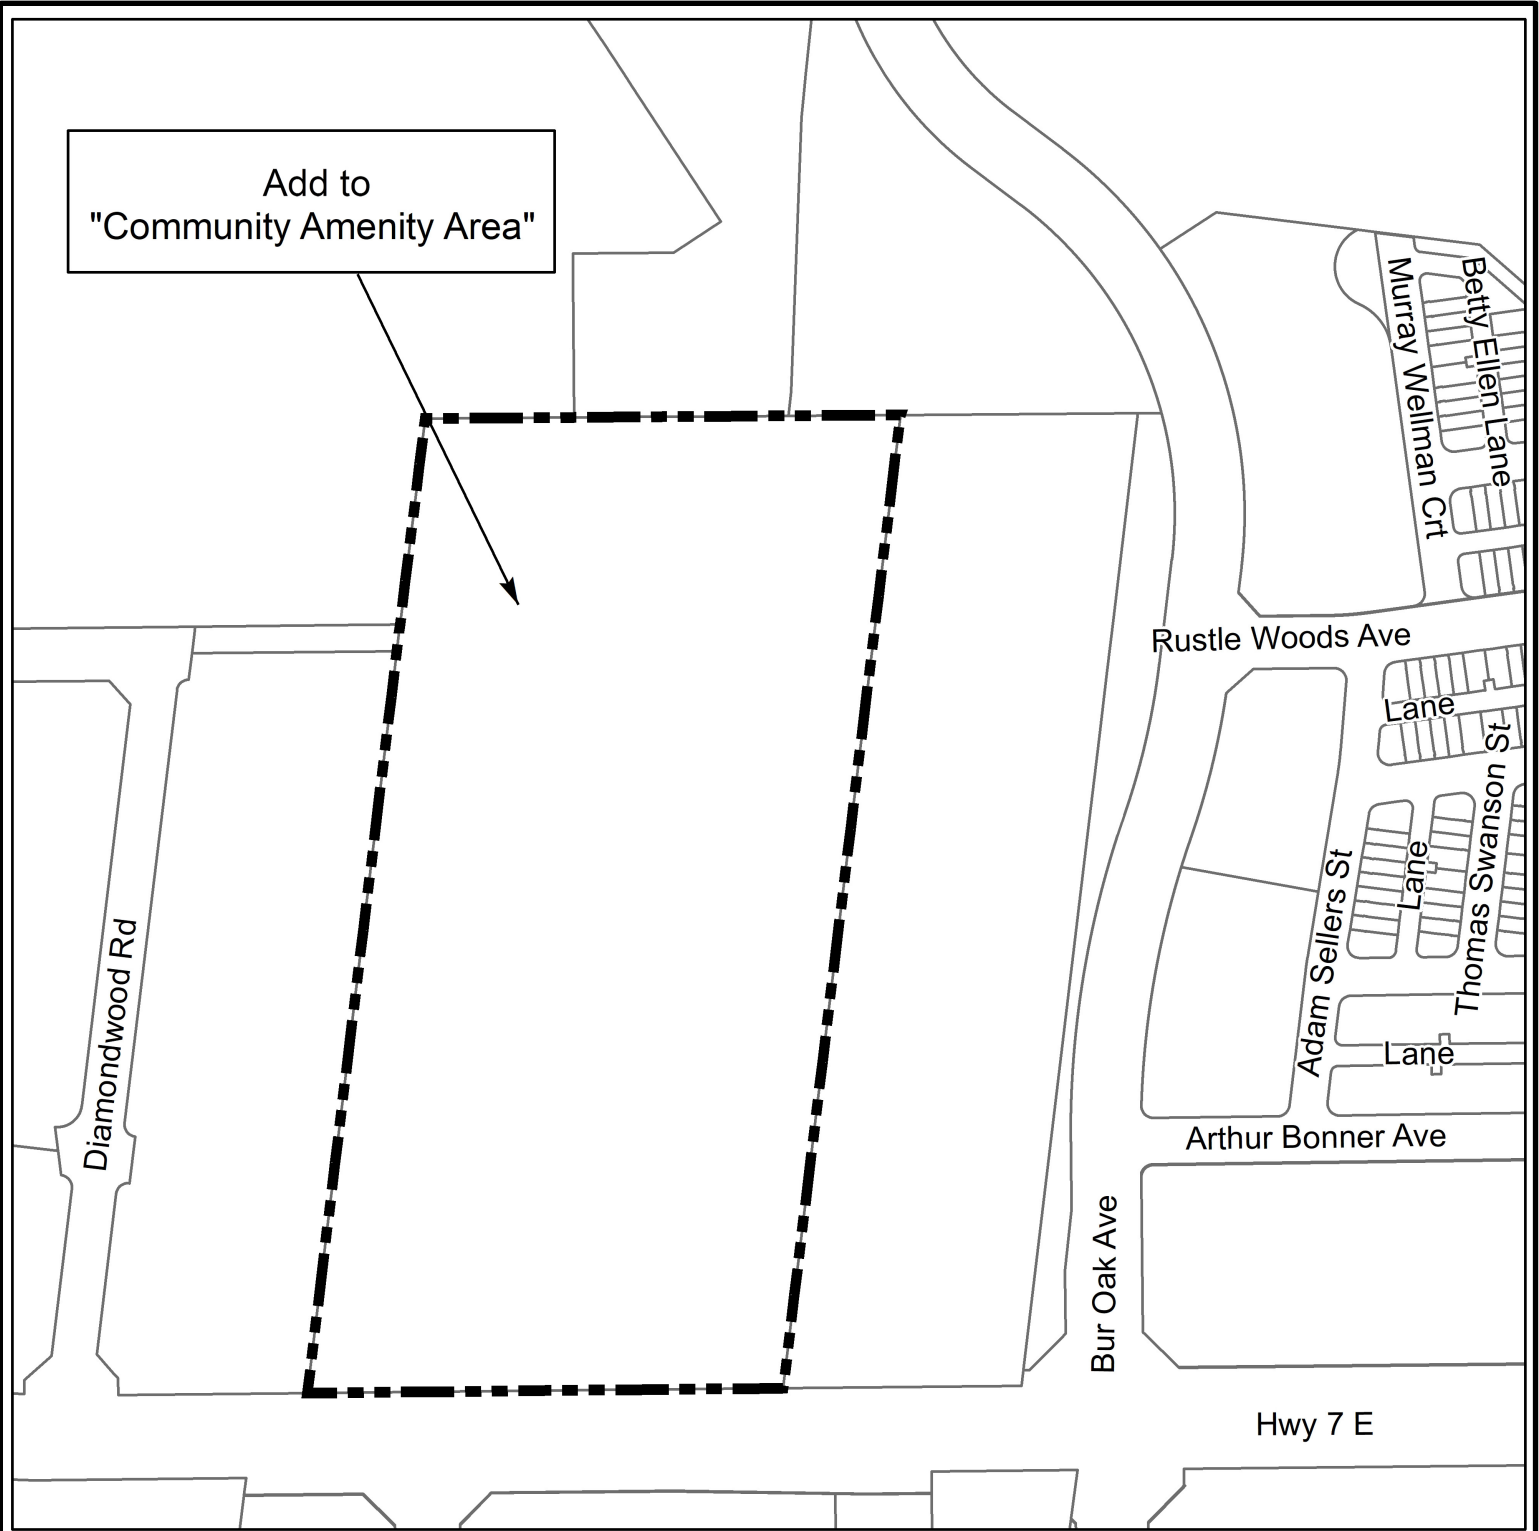 Add to
"Community Amenity Area"
Betty Ellen Lane
Murray Wellman Crt
Rustle Woods Ave
Lane
Thomas Swanson St
Lane
Adam Sellers St
Diamondwood Rd
Lane
Arthur Bonner Ave
Bur Oak Ave
Hwy 7 E